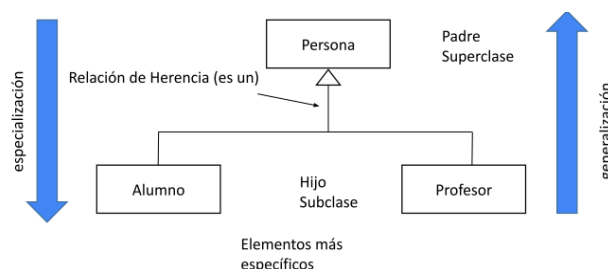 Persona
Padre
Superclase
Relación de Herencia (es un)
especialización
generalización
Alumno
Hijo
Subclase
Profesor
Elementos más
específicos